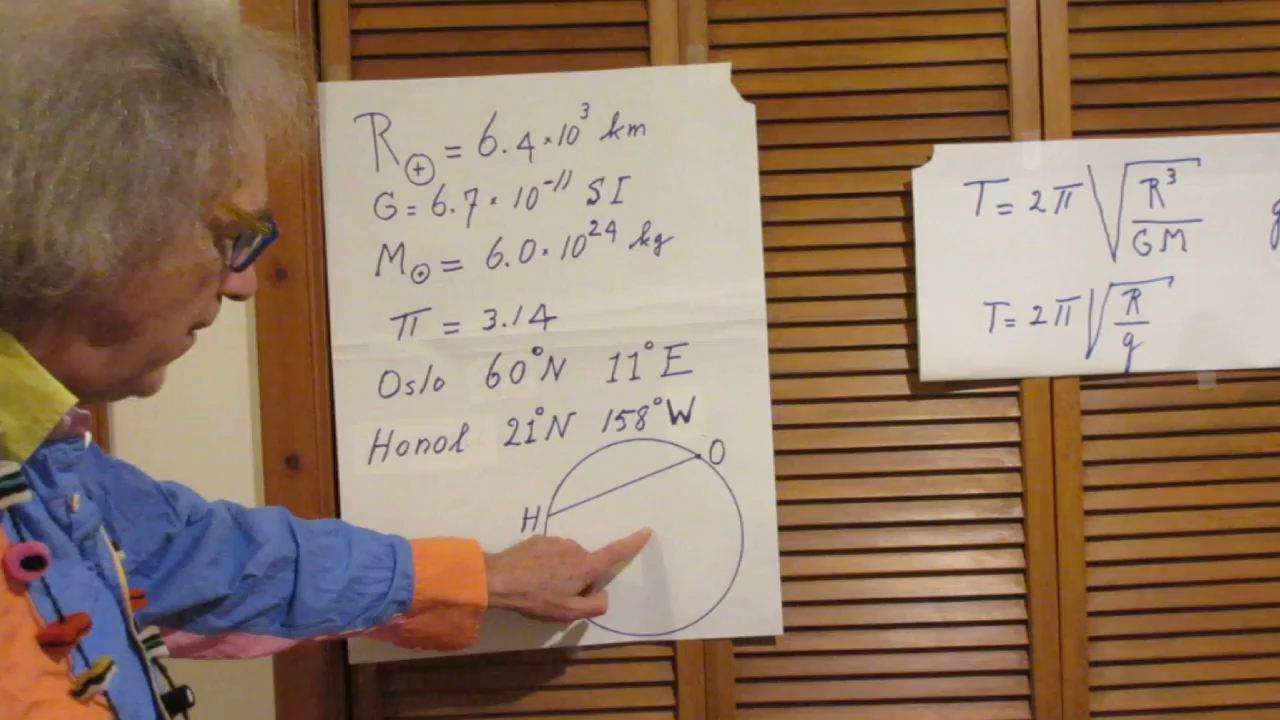 R⊕ = 6.4 × 10³ km
G = 6.7 × 10⁻¹¹ SI
M⊙ = 6.0 × 10²⁴ kg
π = 3.14
Oslo 60°N 11°E
Honol 21°N 158°W
O
H
T = 2π √(R³/GM)
T = 2π √(R/g)
g